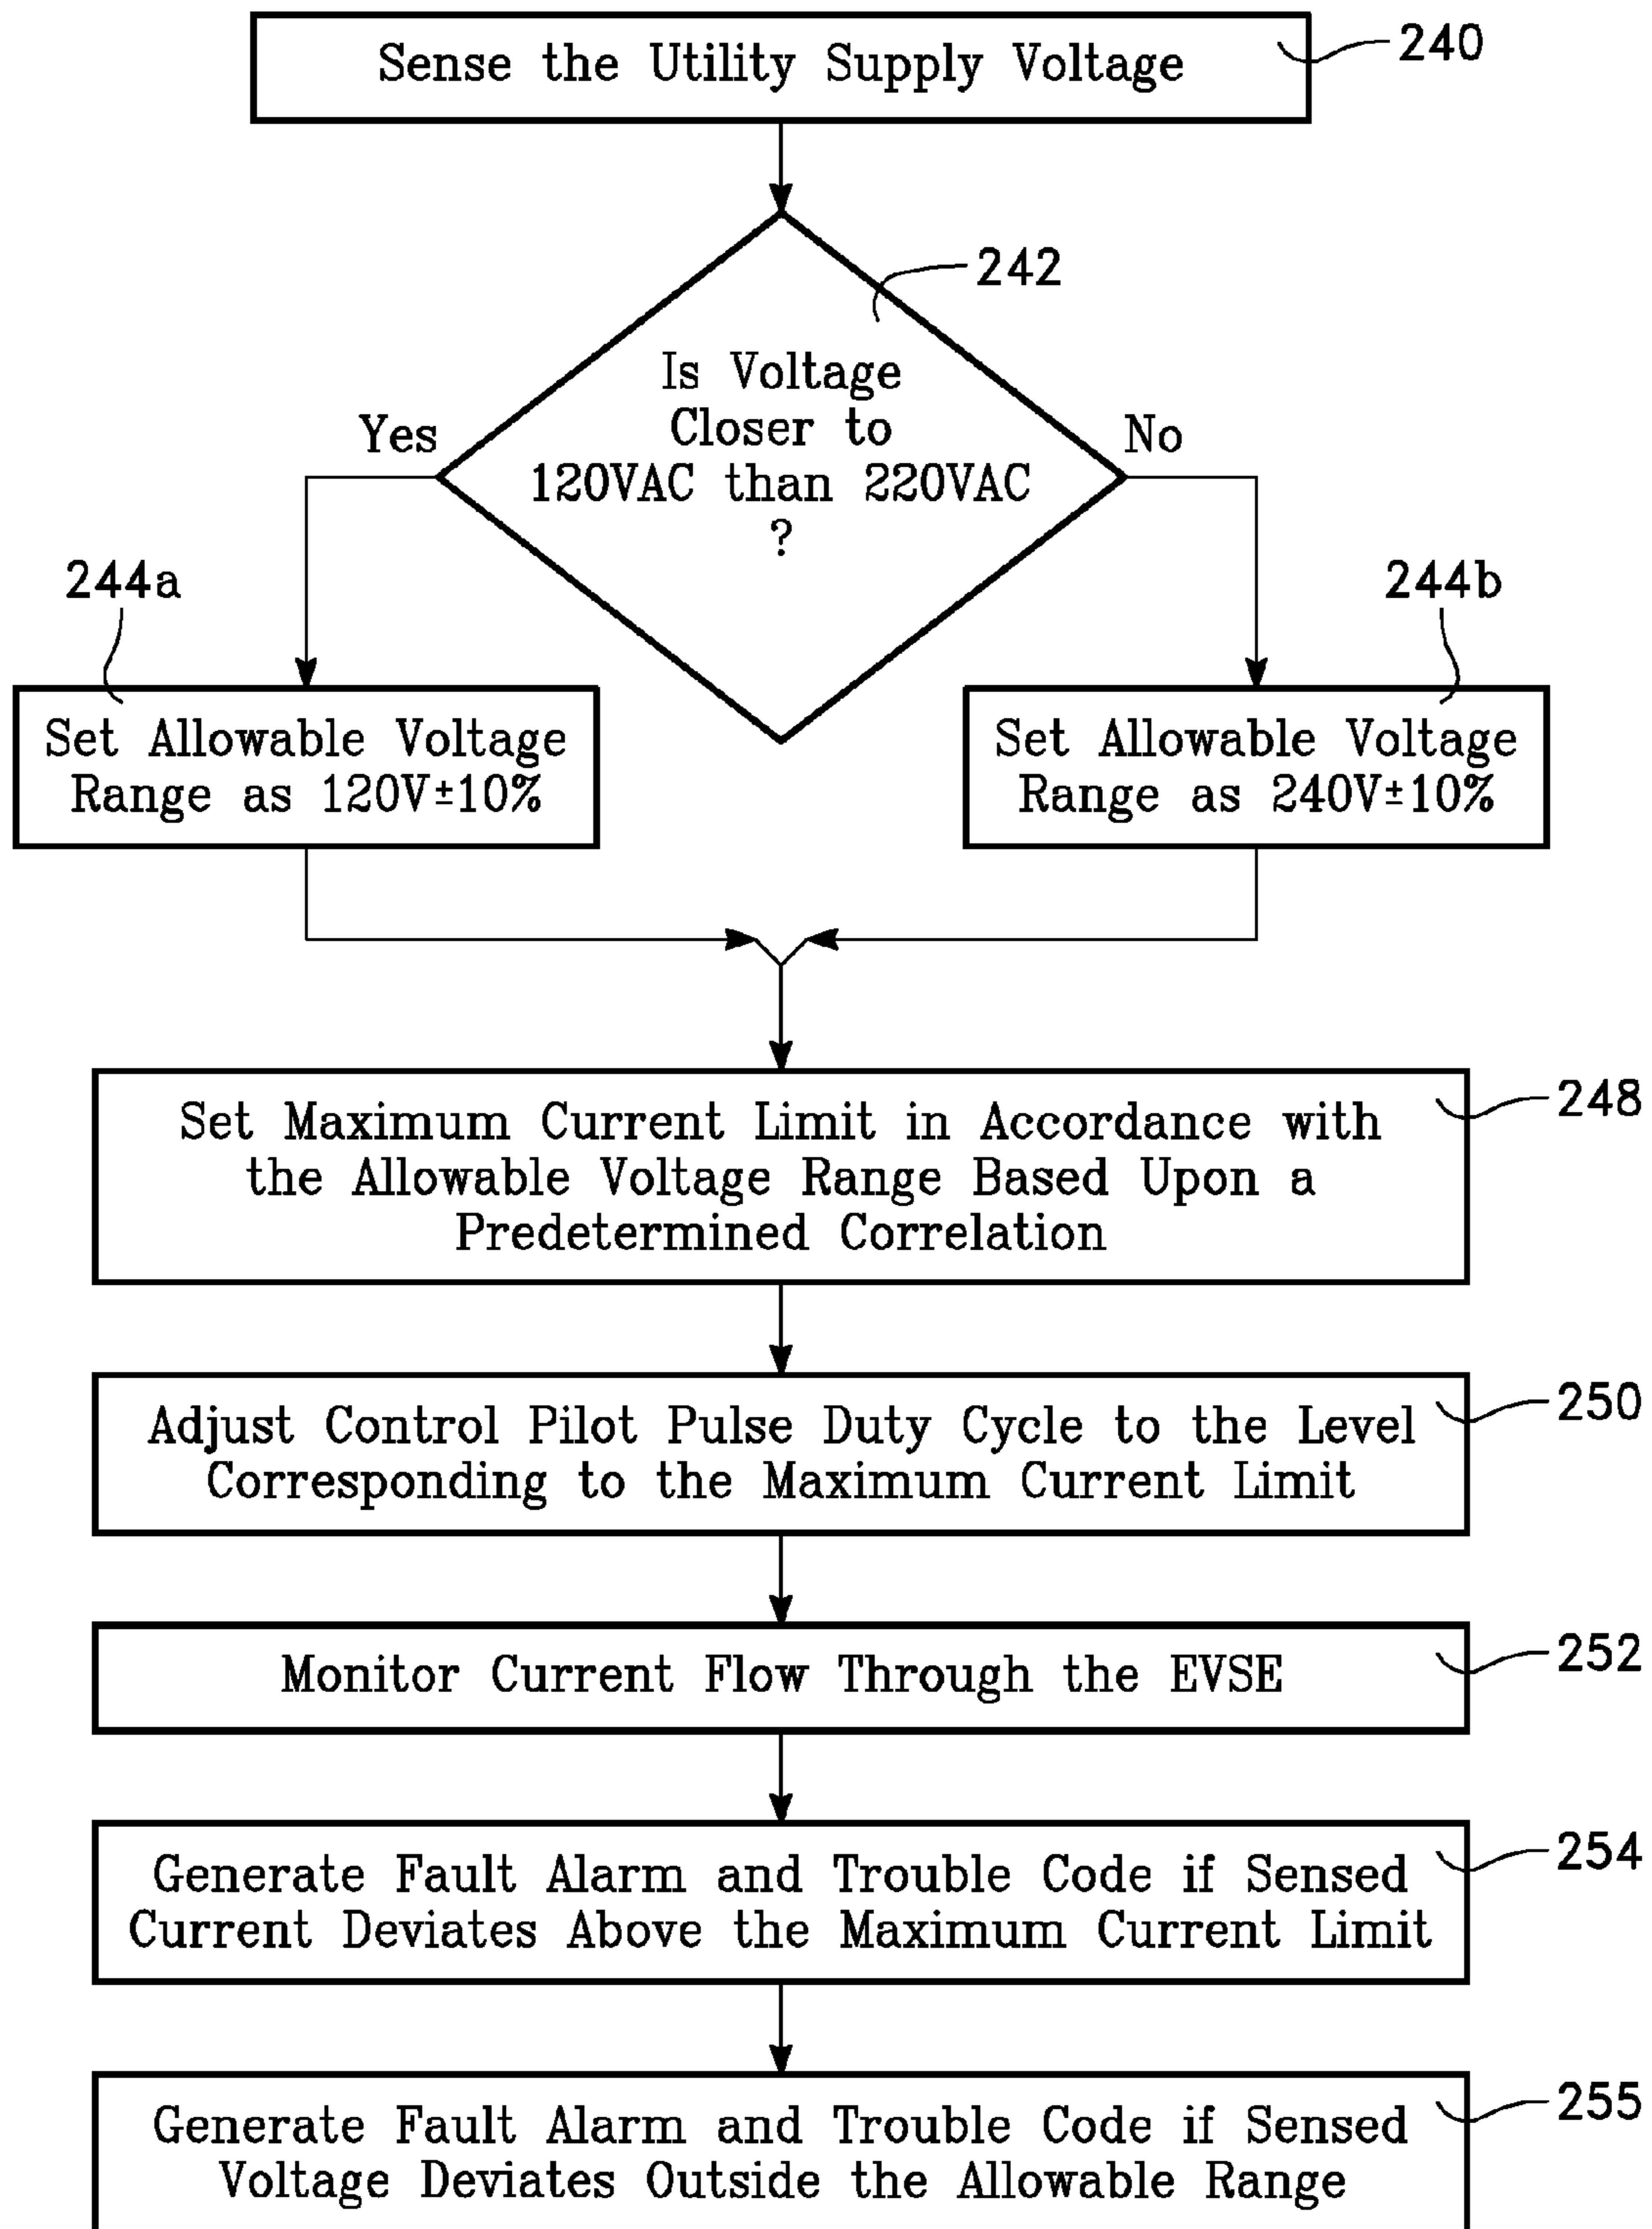 Sense the Utility Supply Voltage
240
242
Is Voltage
Closer to
120VAC than 220VAC
?
Yes
No
244a
244b
Set Allowable Voltage
Range as 120V±10%
Set Allowable Voltage
Range as 240V±10%
248
Set Maximum Current Limit in Accordance with
the Allowable Voltage Range Based Upon a
Predetermined Correlation
250
Adjust Control Pilot Pulse Duty Cycle to the Level
Corresponding to the Maximum Current Limit
252
Monitor Current Flow Through the EVSE
254
Generate Fault Alarm and Trouble Code if Sensed
Current Deviates Above the Maximum Current Limit
255
Generate Fault Alarm and Trouble Code if Sensed
Voltage Deviates Outside the Allowable Range